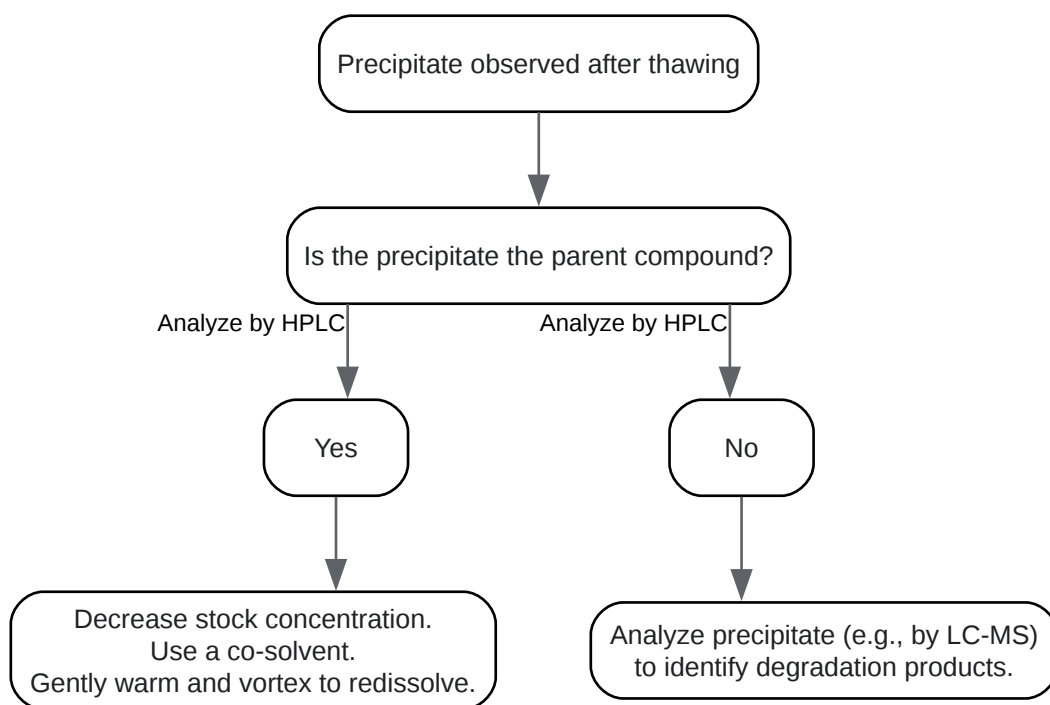 Precipitate observed after thawing
Is the precipitate the parent compound?
Analyze by HPLC
Analyze by HPLC
Yes
No
Decrease stock concentration.
Use a co-solvent.
Gently warm and vortex to redissolve.
Analyze precipitate (e.g., by LC-MS)
to identify degradation products.